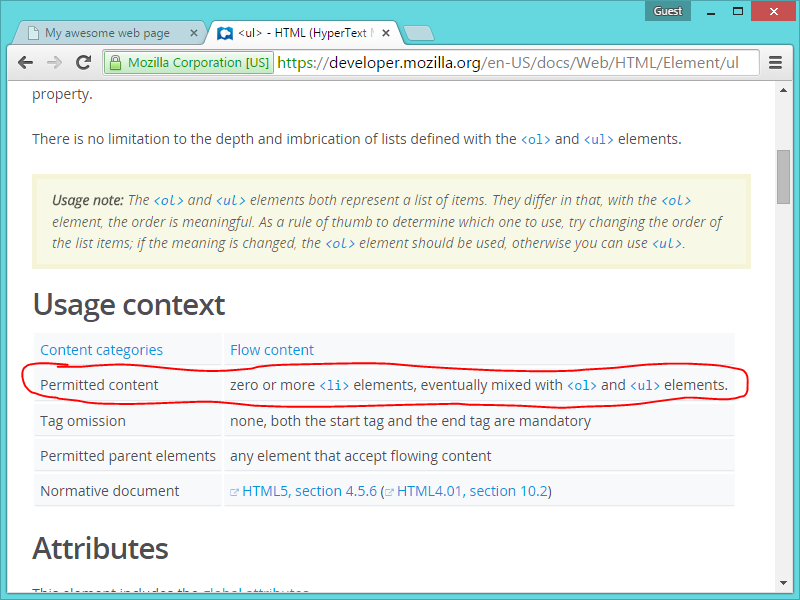 Guest
My awesome web page
<ul> - HTML (HyperText
Mozilla Corporation [US] https://developer.mozilla.org/en-US/docs/Web/HTML/Element/ul
property.
There is no limitation to the depth and imbrication of lists defined with the <ol> and <ul> elements.
Usage note: The <ol> and <ul> elements both represent a list of items. They differ in that, with the <ol>
element, the order is meaningful. As a rule of thumb to determine which one to use, try changing the order of
the list items; if the meaning is changed, the <ol> element should be used, otherwise you can use <ul>.
Usage context
Content categories Flow content
Permitted content zero or more <li> elements, eventually mixed with <ol> and <ul> elements.
Tag omission none, both the start tag and the end tag are mandatory
Permitted parent elements any element that accept flowing content
Normative document HTML5, section 4.5.6 (HTML4.01, section 10.2)
Attributes
This element includes the global attributes.